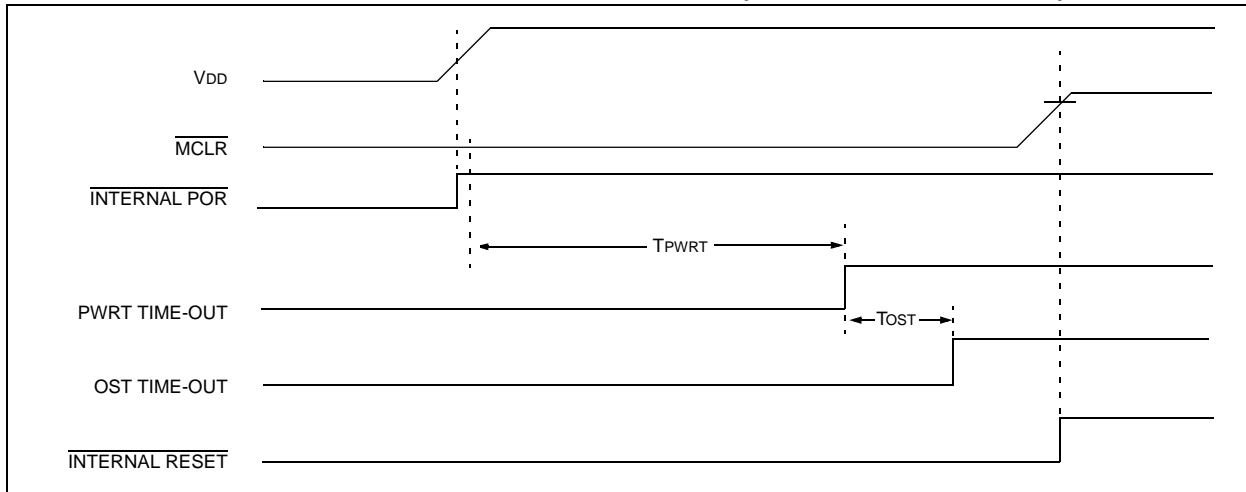 VDD
MCLR
INTERNAL POR
TPWRT
PWRT TIME-OUT
TOST
OST TIME-OUT
INTERNAL RESET